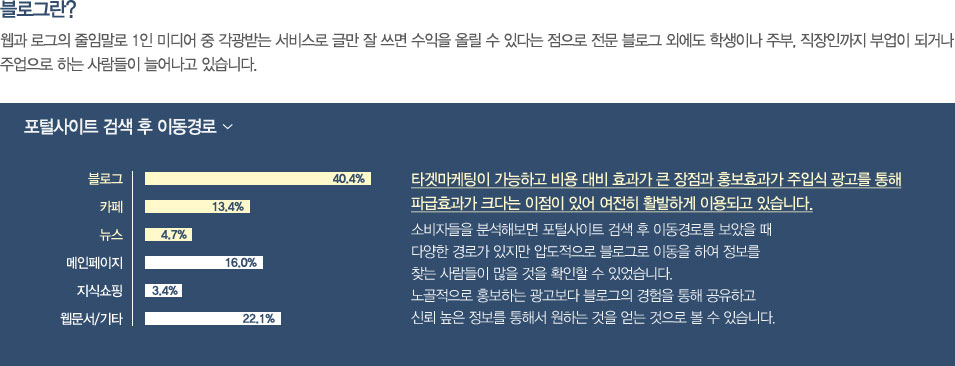 블로그란?
웹과 로그의 줄임말로 1인 미디어 중 각광받는 서비스로 글만 잘 쓰면 수익을 올릴 수 있다는 점으로 전문 블로그 외에도 학생이나 주부, 직장인까지 부업이 되거나
주업으로 하는 사람들이 늘어나고 있습니다.
포털사이트 검색 후 이동경로
블로그 40.4%
카페 13.4%
뉴스 4.7%
메인페이지 16.0%
지식쇼핑 3.4%
웹문서/기타 22.1%
타겟마케팅이 가능하고 비용 대비 효과가 큰 장점과 홍보효과가 주입식 광고를 통해
파급효과가 크다는 이점이 있어 여전히 활발하게 이용되고 있습니다.
소비자들을 분석해보면 포털사이트 검색 후 이동경로를 보았을 때
다양한 경로가 있지만 압도적으로 블로그로 이동을 하여 정보를
찾는 사람들이 많을 것을 확인할 수 있었습니다.
노골적으로 홍보하는 광고보다 블로그의 경험을 통해 공유하고
신뢰 높은 정보를 통해서 원하는 것을 얻는 것으로 볼 수 있습니다.